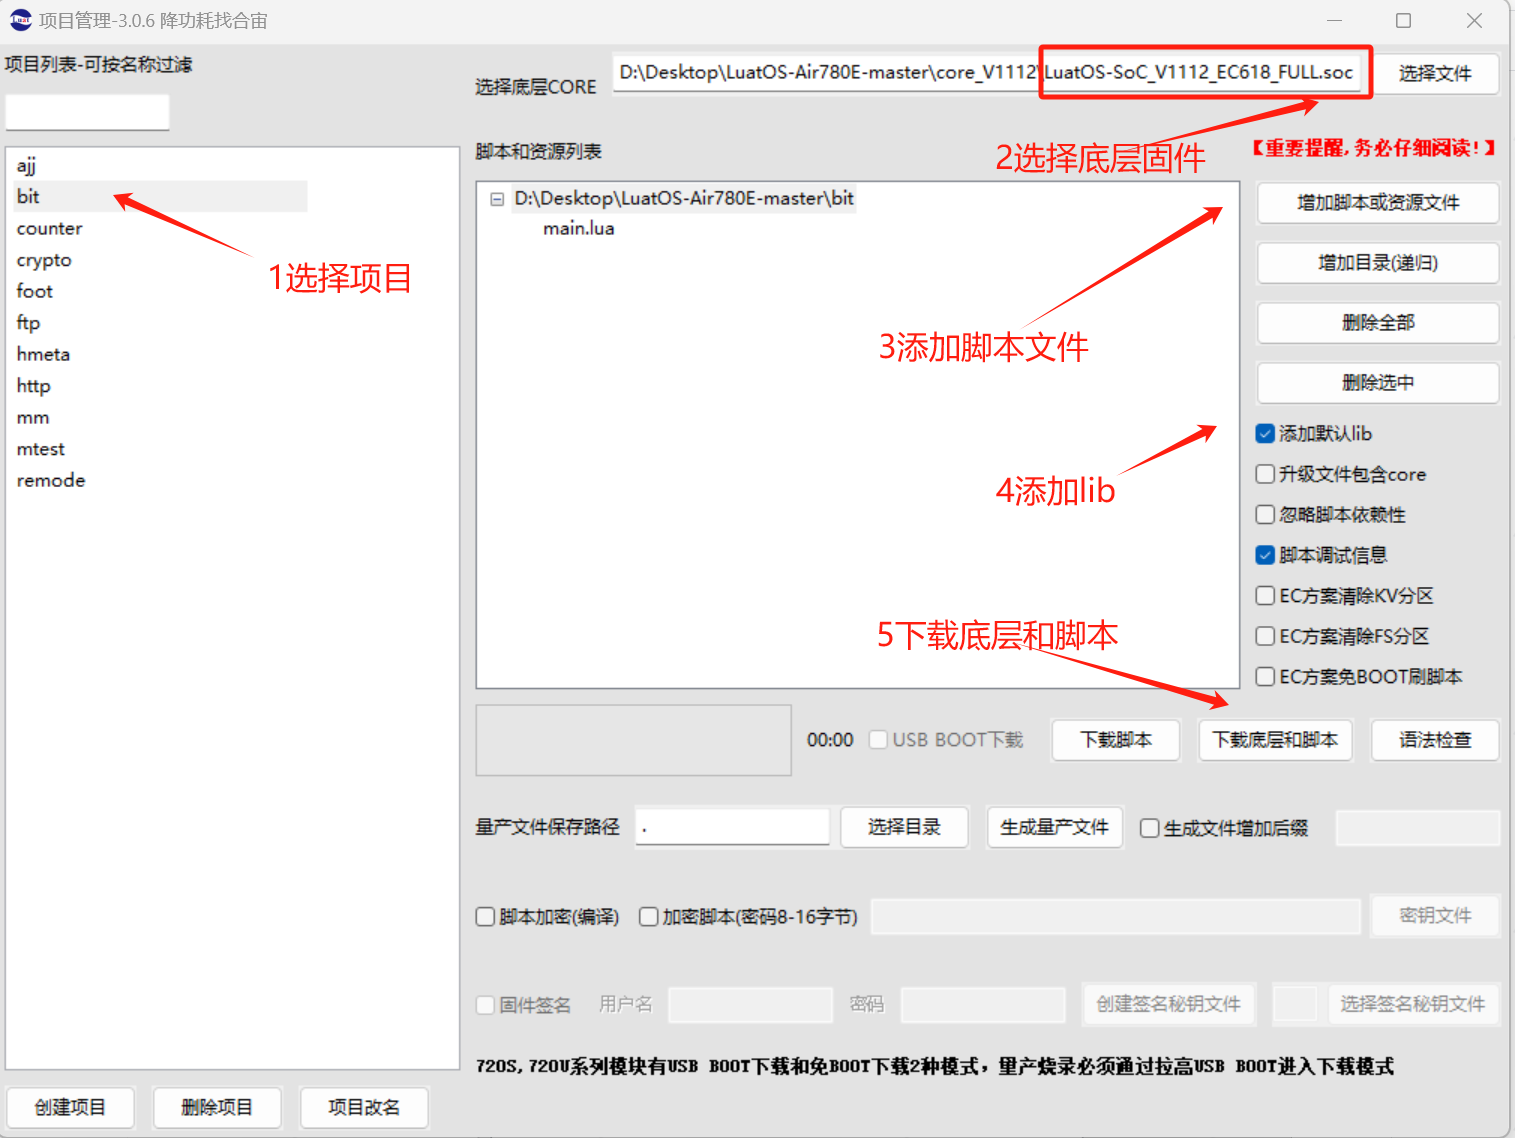 Luat 项目管理-3.0.6 降功耗找合宙
项目列表-可按名称过滤
选择底层CORE
D:\Desktop\LuatOS-Air780E-master\core_V1112\LuatOS-SoC_V1112_EC618_FULL.soc
选择文件
脚本和资源列表
2选择底层固件
【重要提醒,务必仔细阅读!】
ajj
bit
counter
crypto
foot
ftp
hmeta
http
mm
mtest
remode
1选择项目
D:\Desktop\LuatOS-Air780E-master\bit
main.lua
3添加脚本文件
4添加lib
5下载底层和脚本
增加脚本或资源文件
增加目录(递归)
删除全部
删除选中
添加默认lib
升级文件包含core
忽略脚本依赖性
脚本调试信息
EC方案清除KV分区
EC方案清除FS分区
EC方案免BOOT刷脚本
00:00
USB BOOT下载
下载脚本
下载底层和脚本
语法检查
量产文件保存路径
.
选择目录
生成量产文件
生成文件增加后缀
脚本加密(编译)
加密脚本(密码8-16字节)
密钥文件
固件签名
用户名
密码
创建签名秘钥文件
选择签名秘钥文件
720S,720U系列模块有USB BOOT下载和免BOOT下载2种模式，量产烧录必须通过拉高USB BOOT进入下载模式
创建项目
删除项目
项目改名